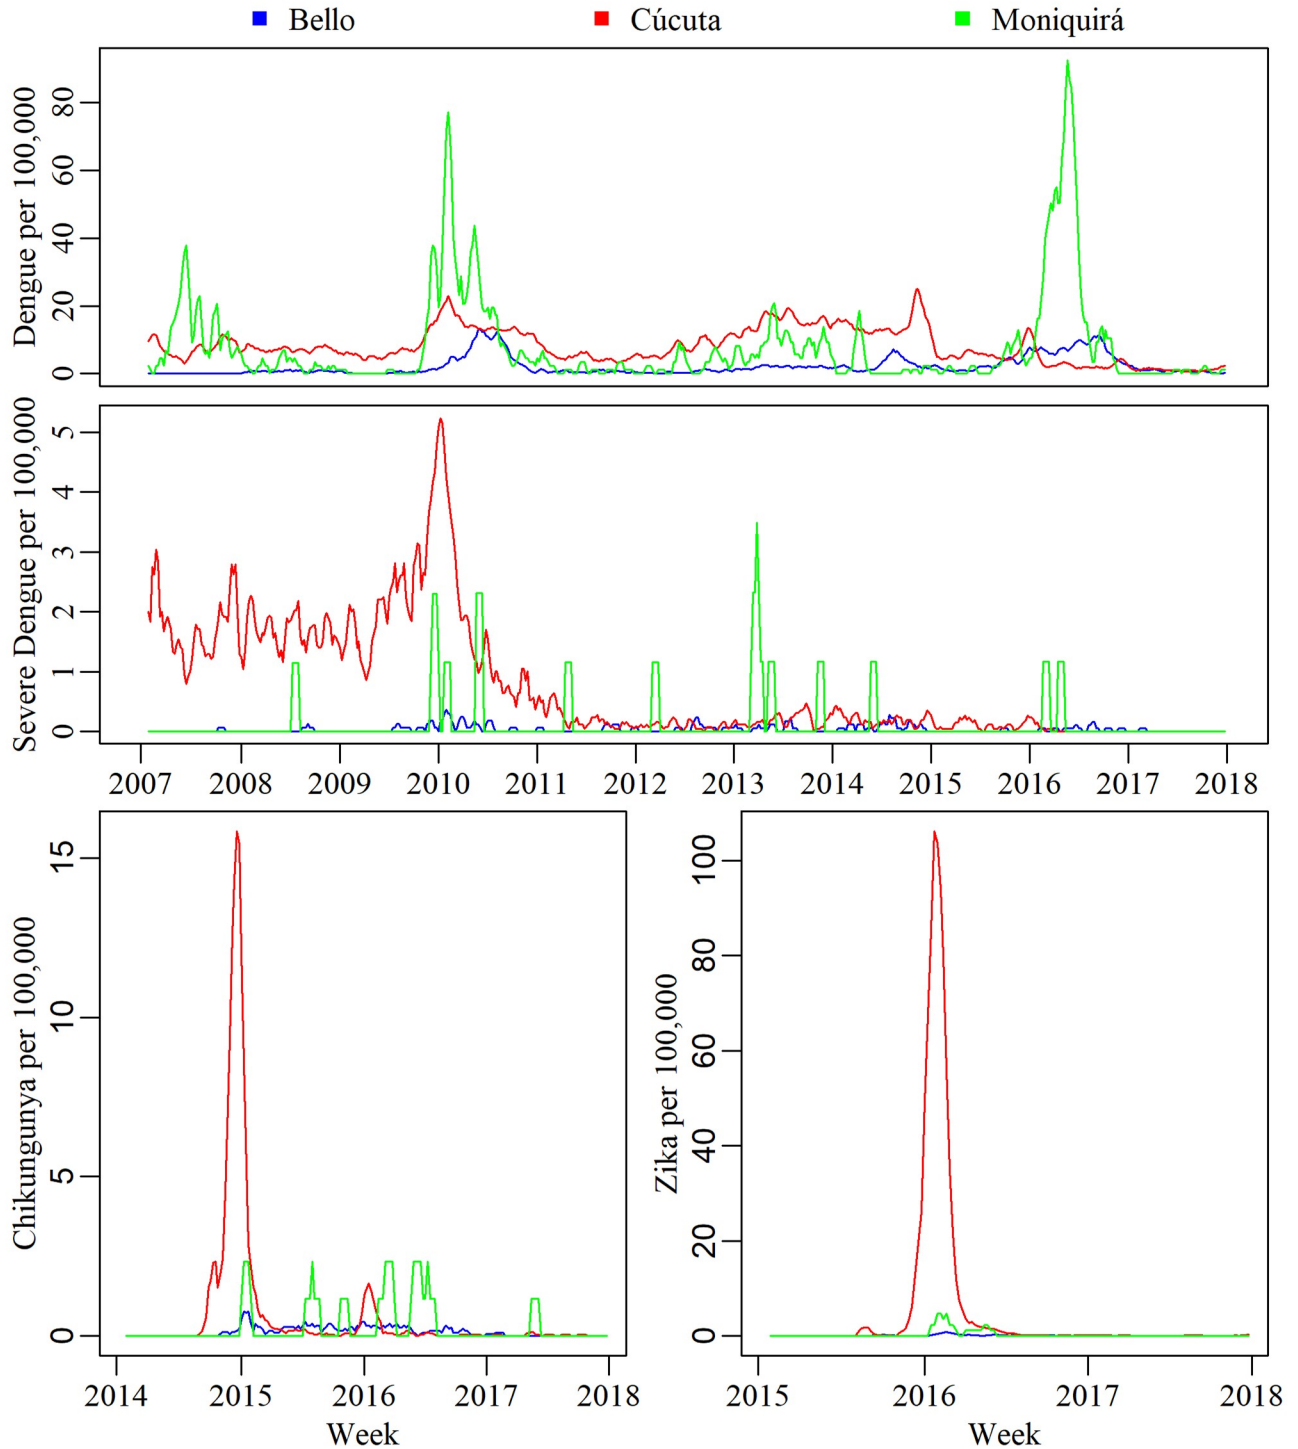 Bello Cúcuta Moniquirá
Dengue per 100,000
80
60
40
20
0
Severe Dengue per 100,000
5
4
3
2
1
0
2007 2008 2009 2010 2011 2012 2013 2014 2015 2016 2017 2018
Chikungunya per 100,000
15
10
5
0
2014 2015 2016 2017 2018
Week
Zika per 100,000
100
80
60
40
20
0
2015 2016 2017 2018
Week